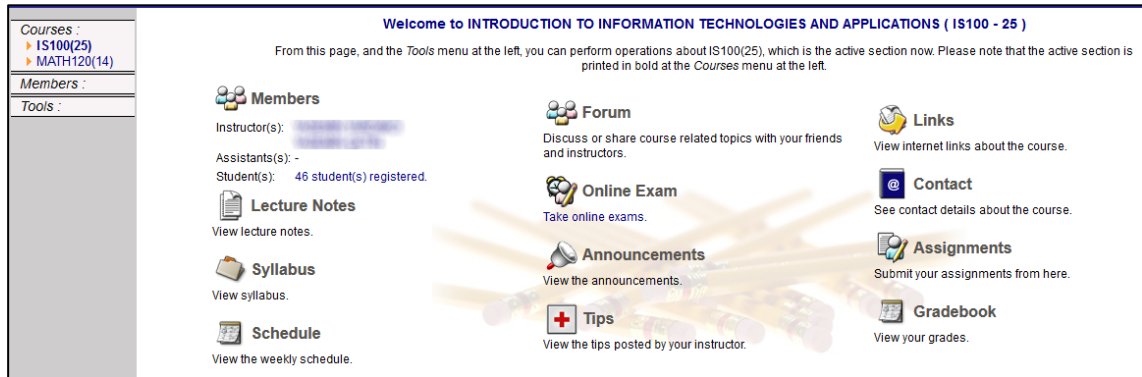 Courses :
IS100(25)
MATH120(14)
Members :
Tools :
Welcome to INTRODUCTION TO INFORMATION TECHNOLOGIES AND APPLICATIONS ( IS100 - 25 )
From this page, and the Tools menu at the left, you can perform operations about IS100(25), which is the active section now. Please note that the active section is
printed in bold at the Courses menu at the left.
Members
Instructor(s):
Assistants(s): -
Student(s): 46 student(s) registered.
Lecture Notes
View lecture notes.
Syllabus
View syllabus.
Schedule
View the weekly schedule.
Forum
Discuss or share course related topics with your friends
and instructors.
Online Exam
Take online exams.
Announcements
View the announcements.
Tips
View the tips posted by your instructor.
Links
View internet links about the course.
@
Contact
See contact details about the course.
Assignments
Submit your assignments from here.
Gradebook
View your grades.